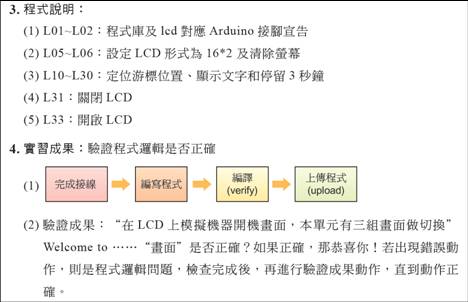 3. 程式說明：
(1) L01~L02：程式庫及 lcd 對應 Arduino 接腳宣告
(2) L05~L06：設定 LCD 形式為 16*2 及清除螢幕
(3) L10~L30：定位游標位置、顯示文字和停留 3 秒鐘
(4) L31：關閉 LCD
(5) L33：開啟 LCD
4. 實習成果：驗證程式邏輯是否正確
(1) 完成接線 編寫程式 編譯 (verify) 上傳程式 (upload)
(2) 驗證成果：“在 LCD 上模擬機器開機畫面，本單元有三組畫面做切換”
Welcome to ……“畫面”是否正確？如果正確，那恭喜你！若出現錯誤動
作，則是程式邏輯問題，檢查完成後，再進行驗證成果動作，直到動作正
確。